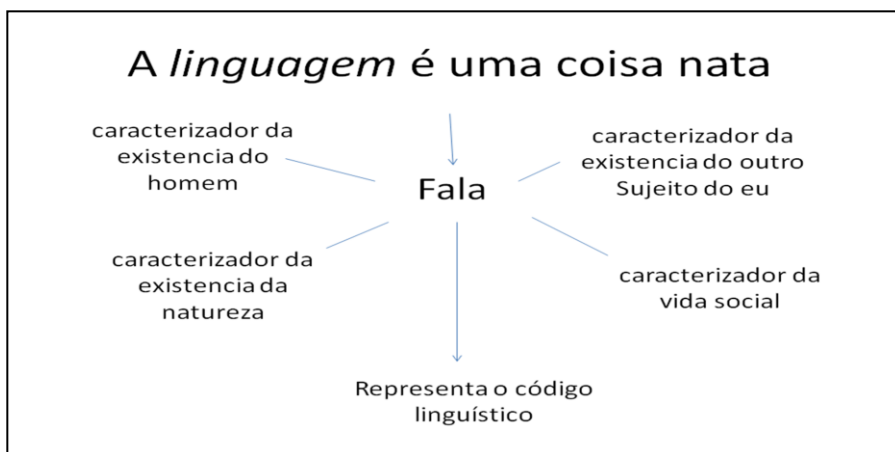 A linguagem é uma coisa nata
caracterizador da
existencia do
homem
caracterizador da
existencia do outro
Sujeito do eu
Fala
caracterizador da
existencia da
natureza
caracterizador da
vida social
Representa o código
linguístico